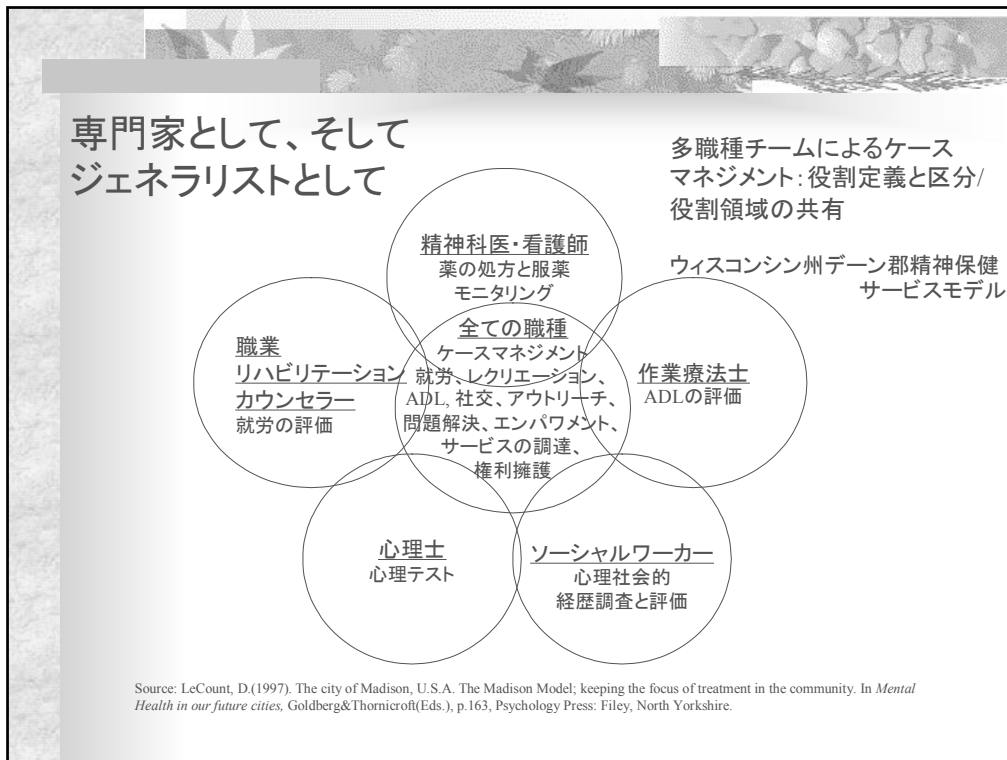 専門家として、そして
ジェネラリストとして
多職種チームによるケース
マネジメント：役割定義と区分/
役割領域の共有
ウィスコンシン州デーン郡精神保健
サービスモデル
精神科医・看護師
薬の処方と服薬
モニタリング
全ての職種
ケースマネジメント
就労、レクリエーション、
ADL, 社交、アウトリーチ、
問題解決、エンパワメント、
サービスの調達、
権利擁護
職業
リハビリテーション
カウンセラー
就労の評価
作業療法士
ADLの評価
心理士
心理テスト
ソーシャルワーカー
心理社会的
経歴調査と評価
Source: LeCount, D.(1997). The city of Madison, U.S.A. The Madison Model; keeping the focus of treatment in the community. In Mental
Health in our future cities, Goldberg&Thornicroft(Eds.), p.163, Psychology Press: Filey, North Yorkshire.